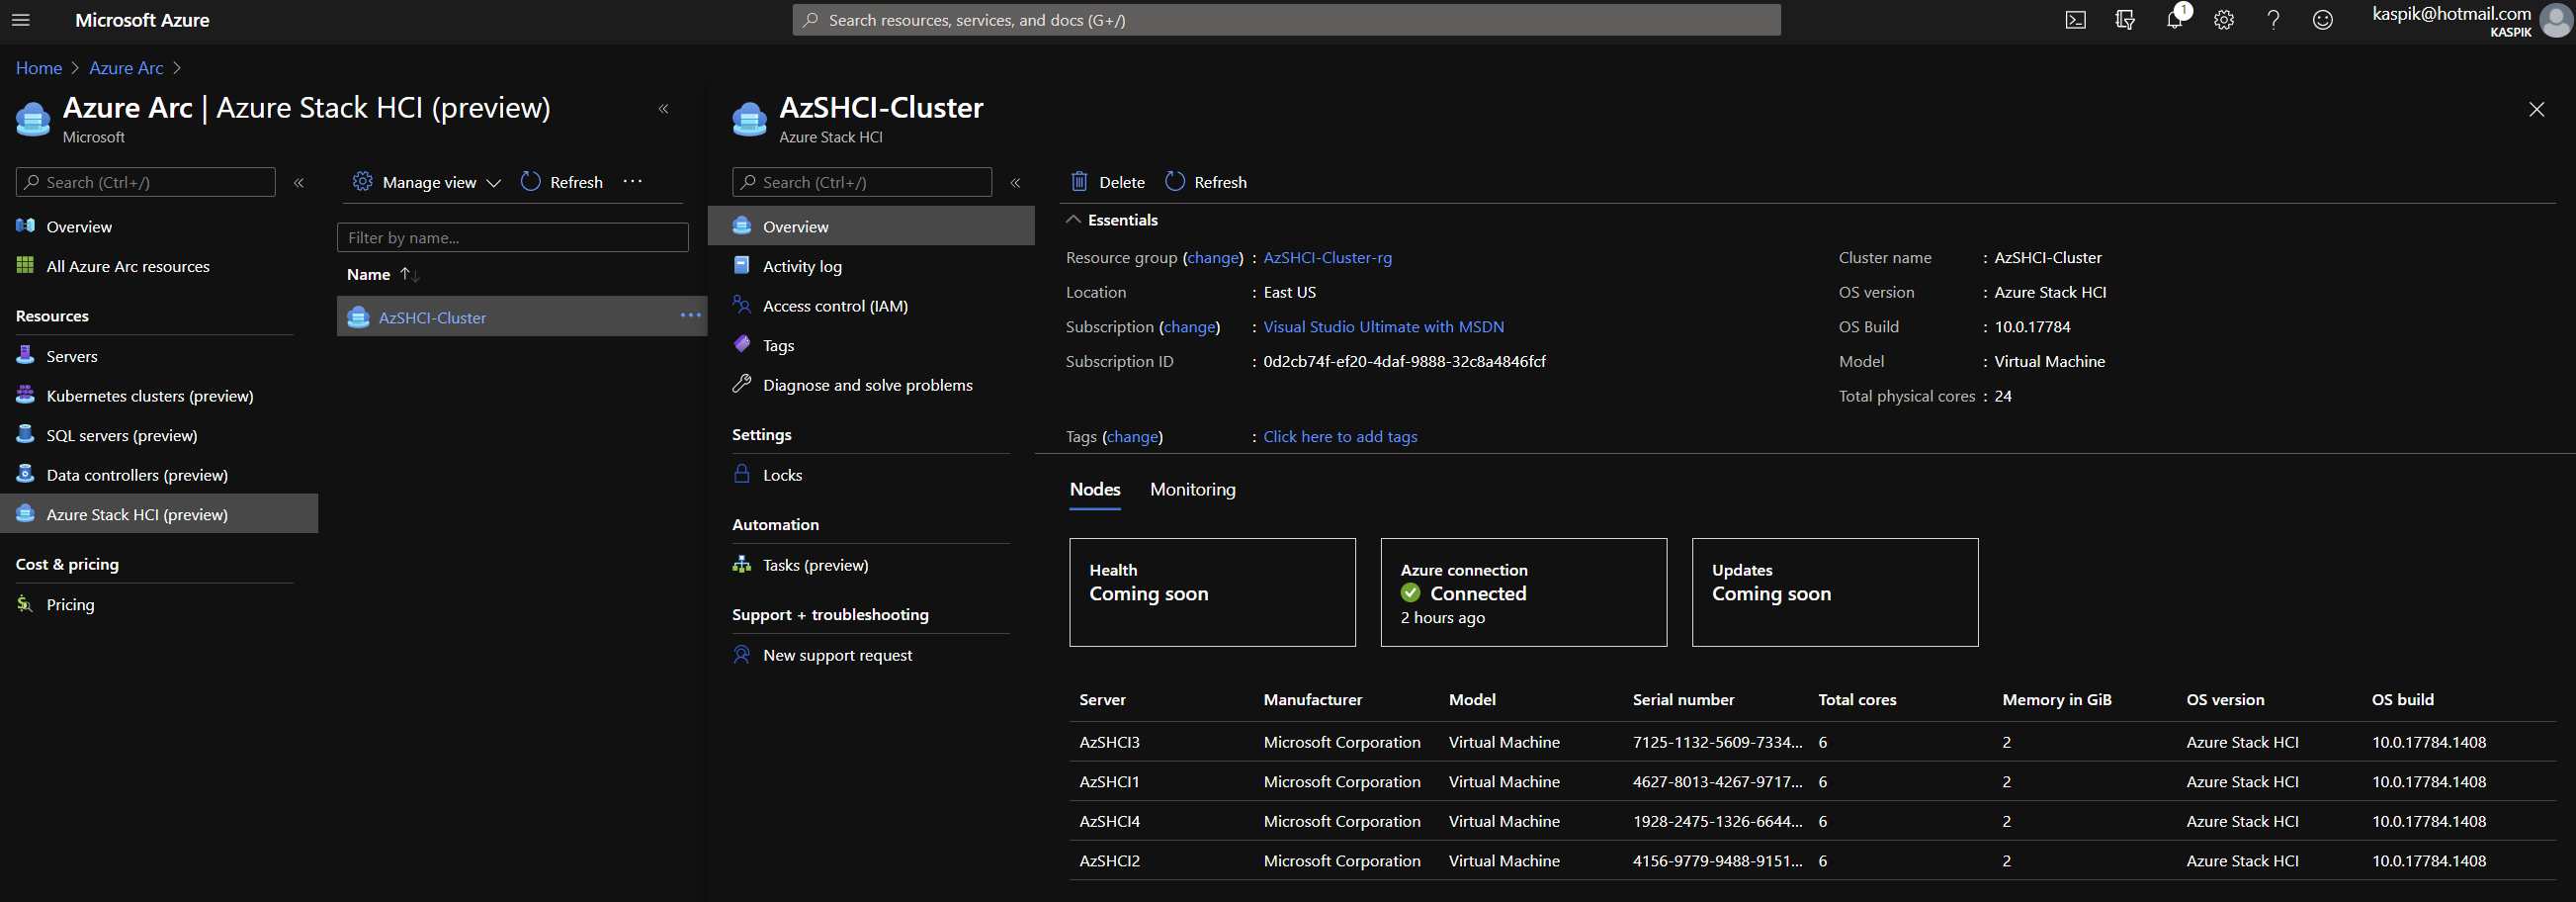 Microsoft Azure
Search resources, services, and docs (G+/)
1
kaspik@hotmail.com
KASPIK
Home > Azure Arc >
Azure Arc | Azure Stack HCI (preview)
Microsoft
Search (Ctrl+/)
Overview
All Azure Arc resources
Resources
Servers
Kubernetes clusters (preview)
SQL servers (preview)
Data controllers (preview)
Azure Stack HCI (preview)
Cost & pricing
Pricing
Manage view
Refresh
Filter by name...
Name
AzSHCI-Cluster
AzSHCI-Cluster
Azure Stack HCI
Search (Ctrl+/)
Overview
Activity log
Access control (IAM)
Tags
Diagnose and solve problems
Settings
Locks
Automation
Tasks (preview)
Support + troubleshooting
New support request
Delete Refresh
Essentials
Resource group (change) : AzSHCI-Cluster-rg
Location : East US
Subscription (change) : Visual Studio Ultimate with MSDN
Subscription ID : 0d2cb74f-ef20-4daf-9888-32c8a4846fcf
Tags (change) : Click here to add tags
Cluster name : AzSHCI-Cluster
OS version : Azure Stack HCI
OS Build : 10.0.17784
Model : Virtual Machine
Total physical cores : 24
Nodes Monitoring
Health
Coming soon
Azure connection
Connected
2 hours ago
Updates
Coming soon
Server Manufacturer Model Serial number Total cores Memory in GiB OS version OS build
AzSHCI3 Microsoft Corporation Virtual Machine 7125-1132-5609-7334... 6 2 Azure Stack HCI 10.0.17784.1408
AzSHCI1 Microsoft Corporation Virtual Machine 4627-8013-4267-9717... 6 2 Azure Stack HCI 10.0.17784.1408
AzSHCI4 Microsoft Corporation Virtual Machine 1928-2475-1326-6644... 6 2 Azure Stack HCI 10.0.17784.1408
AzSHCI2 Microsoft Corporation Virtual Machine 4156-9779-9488-9151... 6 2 Azure Stack HCI 10.0.17784.1408